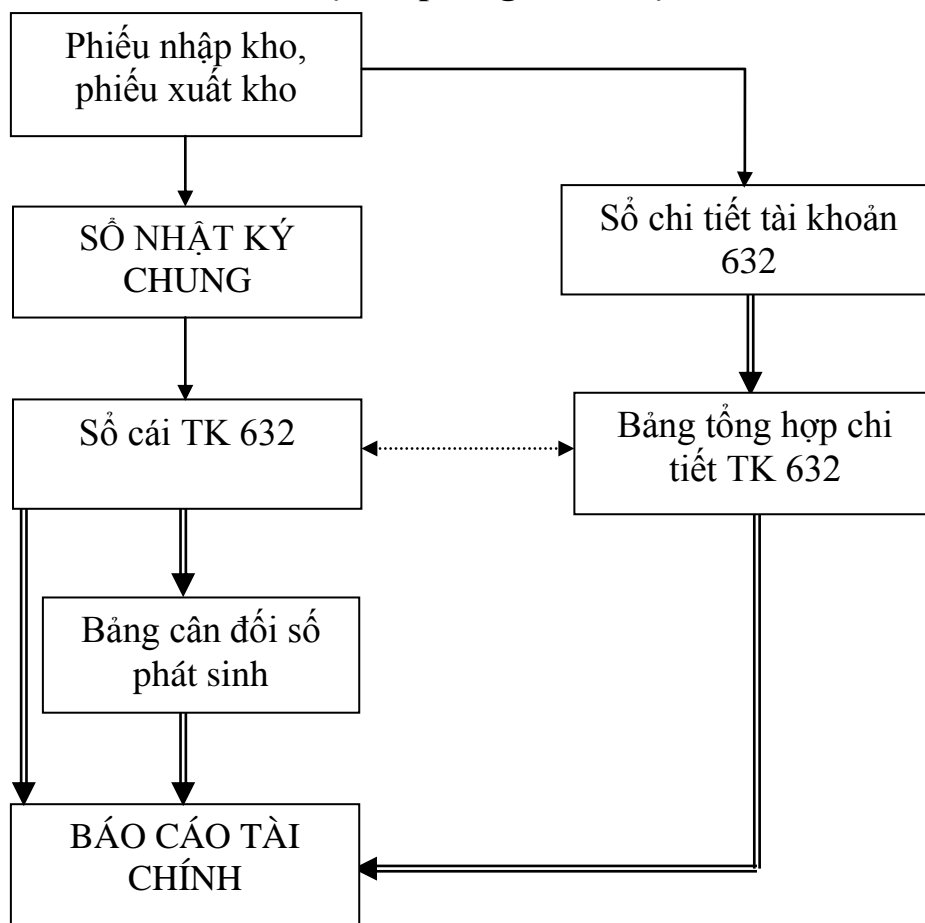 Phiếu nhập kho,
phiếu xuất kho
SỔ NHẬT KÝ
CHUNG
Sổ chi tiết tài khoản
632
Sổ cái TK 632
Bảng tổng hợp chi
tiết TK 632
Bảng cân đối số
phát sinh
BÁO CÁO TÀI
CHÍNH